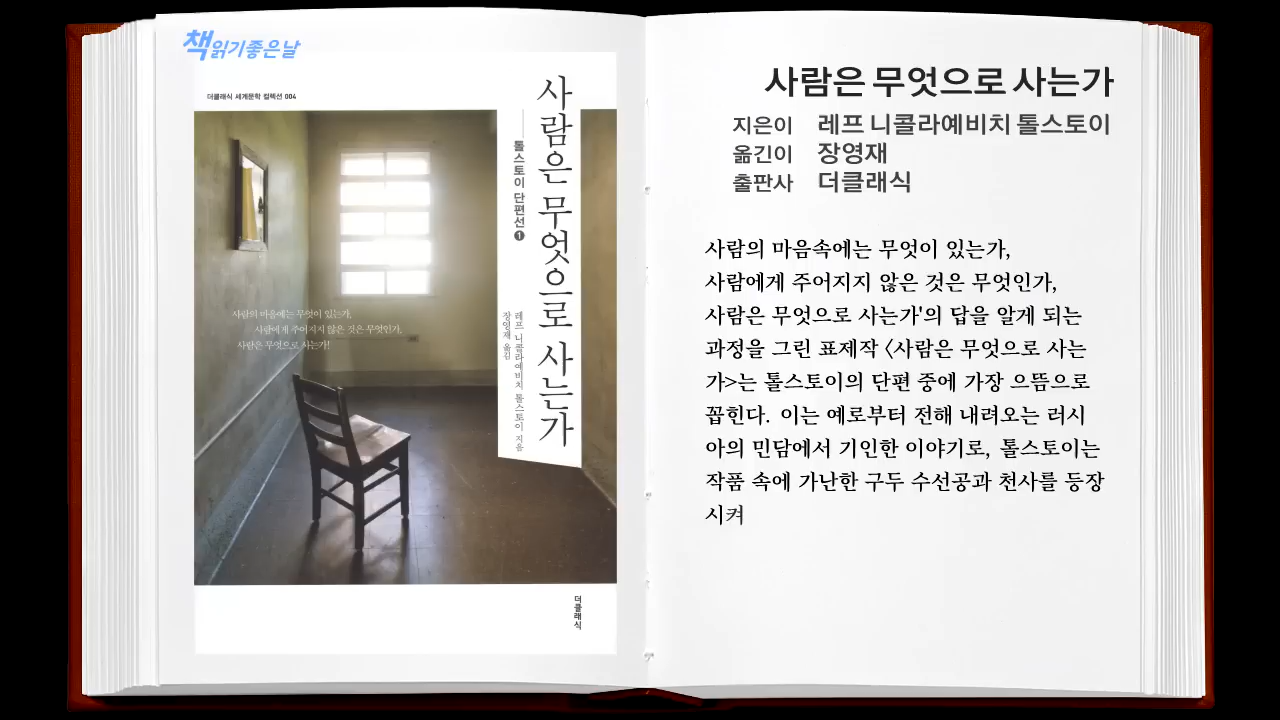 책읽기좋은날
더클래식 세계문학 컬렉션 004
사람은 무엇으로 사는가
톨스토이 단편선 1
레프 니콜라예비치 톨스토이 지음
장영재 옮김
사람의 마음에는 무엇이 있는가,
사람에게 주어지지 않은 것은 무엇인가,
사람은 무엇으로 사는가!
더클래식
사람은 무엇으로 사는가
지은이 레프 니콜라예비치 톨스토이
옮긴이 장영재
출판사 더클래식
사람의 마음속에는 무엇이 있는가,
사람에게 주어지지 않은 것은 무엇인가,
사람은 무엇으로 사는가'의 답을 알게 되는
과정을 그린 표제작 〈사람은 무엇으로 사는
가>는 톨스토이의 단편 중에 가장 으뜸으로
꼽힌다. 이는 예로부터 전해 내려오는 러시
아의 민담에서 기인한 이야기로, 톨스토이는
작품 속에 가난한 구두 수선공과 천사를 등장
시켜